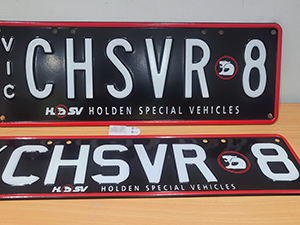 VIC CHSVR 8
HSV HOLDEN SPECIAL VEHICLES
CHSVR 8
HSV HOLDEN SPECIAL VEHICLES